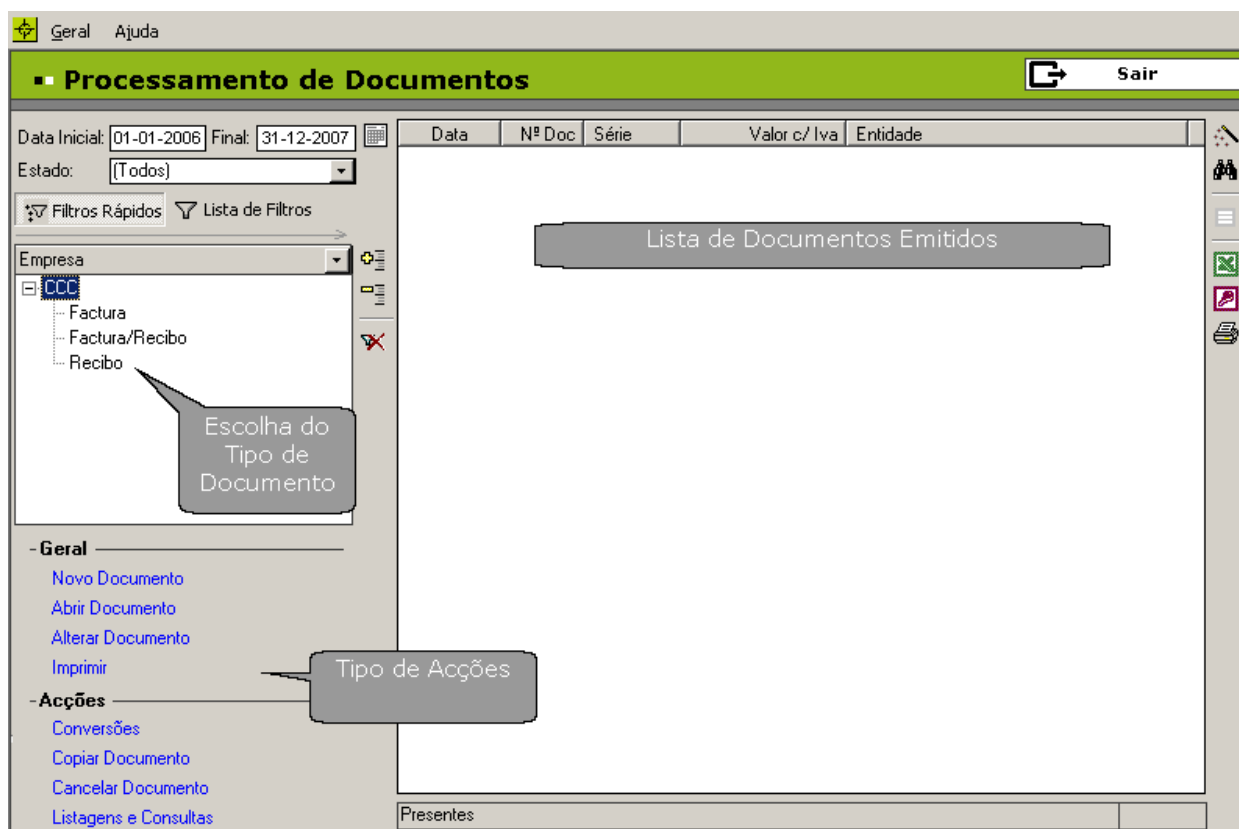 Geral Ajuda
Processamento de Documentos
Sair
Data Inicial: 01-01-2006 Final: 31-12-2007
Estado: (Todos)
Filtros Rápidos Lista de Filtros
Empresa
CCC
Factura
Factura/Recibo
Recibo
Escolha do
Tipo de
Documento
Data Nº Doc Série Valor c/ Iva Entidade
Lista de Documentos Emitidos
- Geral
Novo Documento
Abrir Documento
Alterar Documento
Imprimir
Tipo de Acções
- Acções
Conversões
Copiar Documento
Cancelar Documento
Listagens e Consultas
Presentes